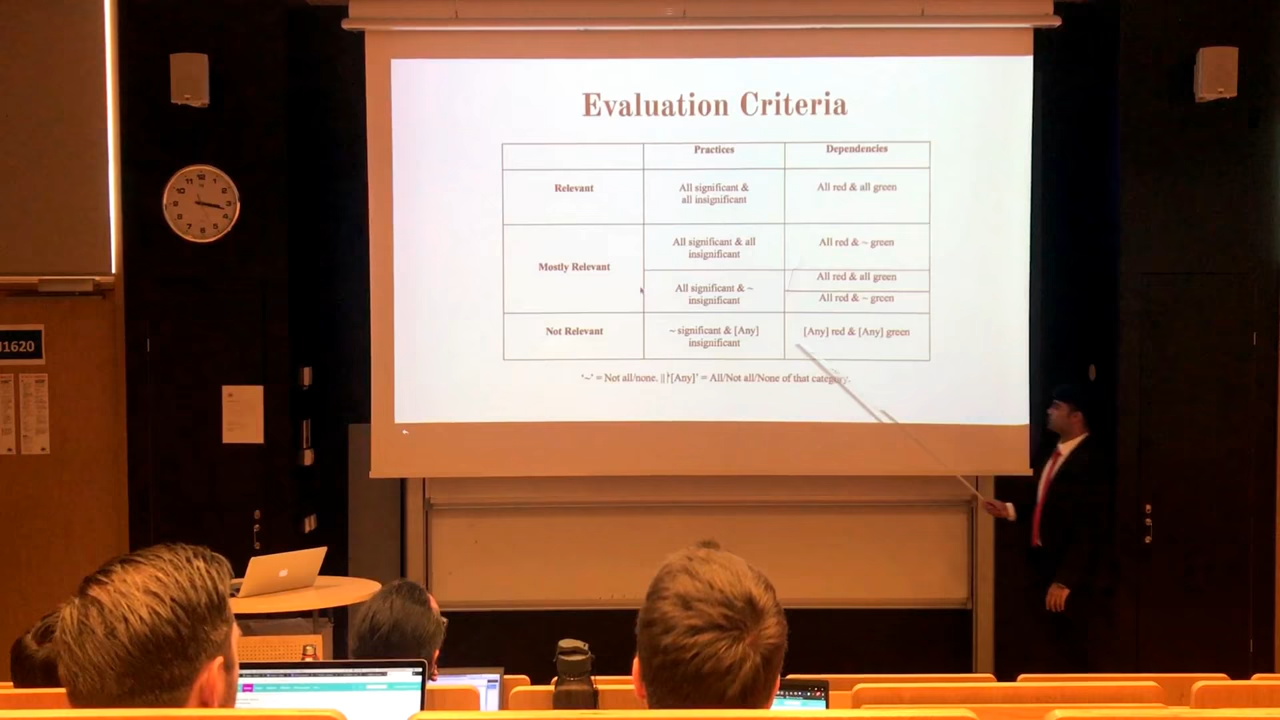 Evaluation Criteria
Practices Dependencies
Relevant
All significant &
all insignificant
All red & all green
Mostly Relevant
All significant & all
insignificant
All red & ~ green
All significant & ~
insignificant
All red & all green
All red & ~ green
Not Relevant
~ significant & [Any]
insignificant
[Any] red & [Any] green
'~' = Not all/none. || '[Any]' = All/Not all/None of that category.
1620